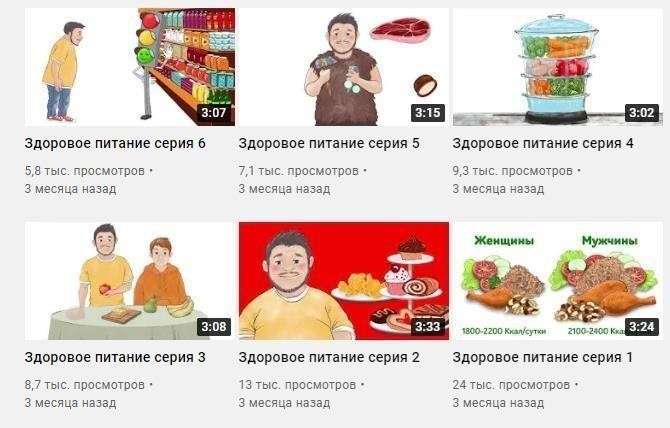 3:07
3:15
3:02
Здоровое питание серия 6
Здоровое питание серия 5
Здоровое питание серия 4
5,8 тыс. просмотров •
7,1 тыс. просмотров •
9,3 тыс. просмотров •
3 месяца назад
3 месяца назад
3 месяца назад
Женщины
Мужчины
1800-2200 Ккал/сутки
2100-2400 Ккал
3:08
3:33
3:24
Здоровое питание серия 3
Здоровое питание серия 2
Здоровое питание серия 1
8,7 тыс. просмотров •
13 тыс. просмотров •
24 тыс. просмотров •
3 месяца назад
3 месяца назад
3 месяца назад